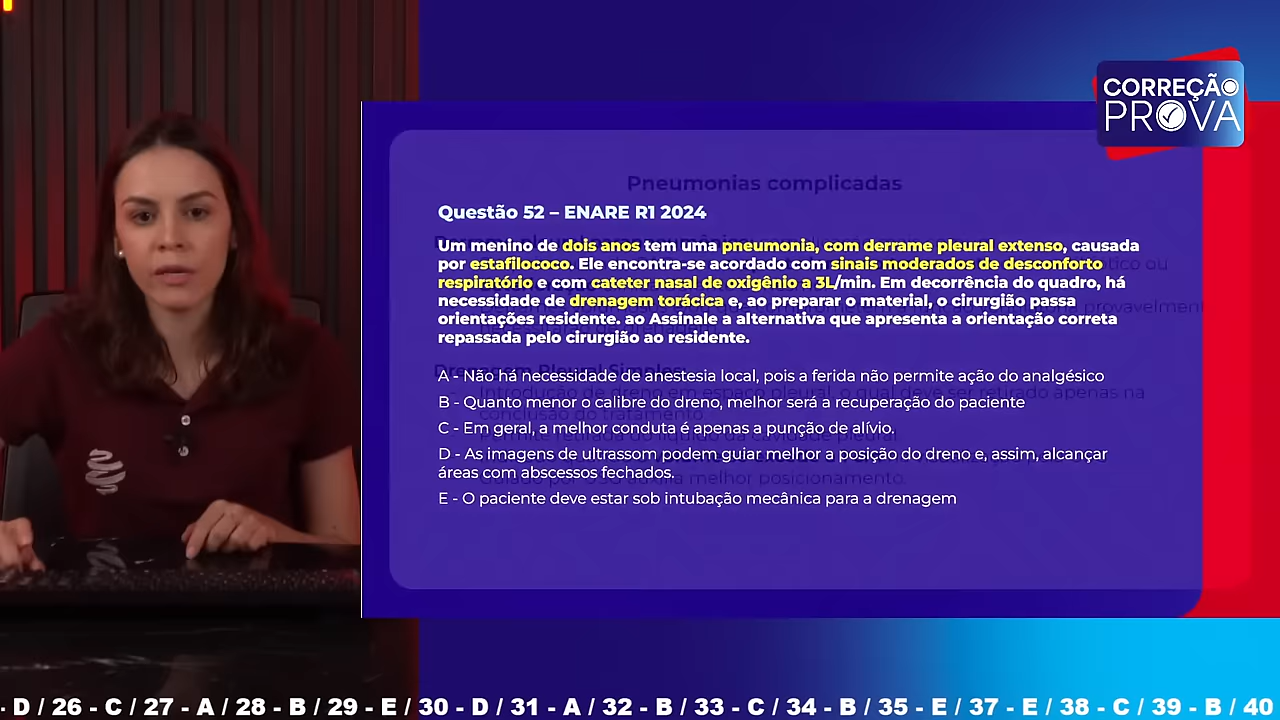 CORREÇÃO
PROVA
Pneumonias complicadas
Questão 52 – ENARE R1 2024
Um menino de dois anos tem uma pneumonia, com derrame pleural extenso, causada
por estafilococo. Ele encontra-se acordado com sinais moderados de desconforto
respiratório e com cateter nasal de oxigênio a 3L/min. Em decorrência do quadro, há
necessidade de drenagem torácica e, ao preparar o material, o cirurgião passa
orientações residente, ao Assinale a alternativa que apresenta a orientação correta
repassada pelo cirurgião ao residente.
A - Não há necessidade de anestesia local, pois a ferida não permite ação do analgésico
B - Quanto menor o calibre do dreno, melhor será a recuperação do paciente
C - Em geral, a melhor conduta é apenas a punção de alívio.
D - As imagens de ultrassom podem guiar melhor a posição do dreno e, assim, alcançar
áreas com abscessos fechados.
E - O paciente deve estar sob intubação mecânica para a drenagem
- D / 26 - C / 27 - A / 28 - B / 29 - E / 30 - D / 31 - A / 32 - B / 33 - C / 34 - B / 35 - E / 37 - E / 38 - C / 39 - B / 40